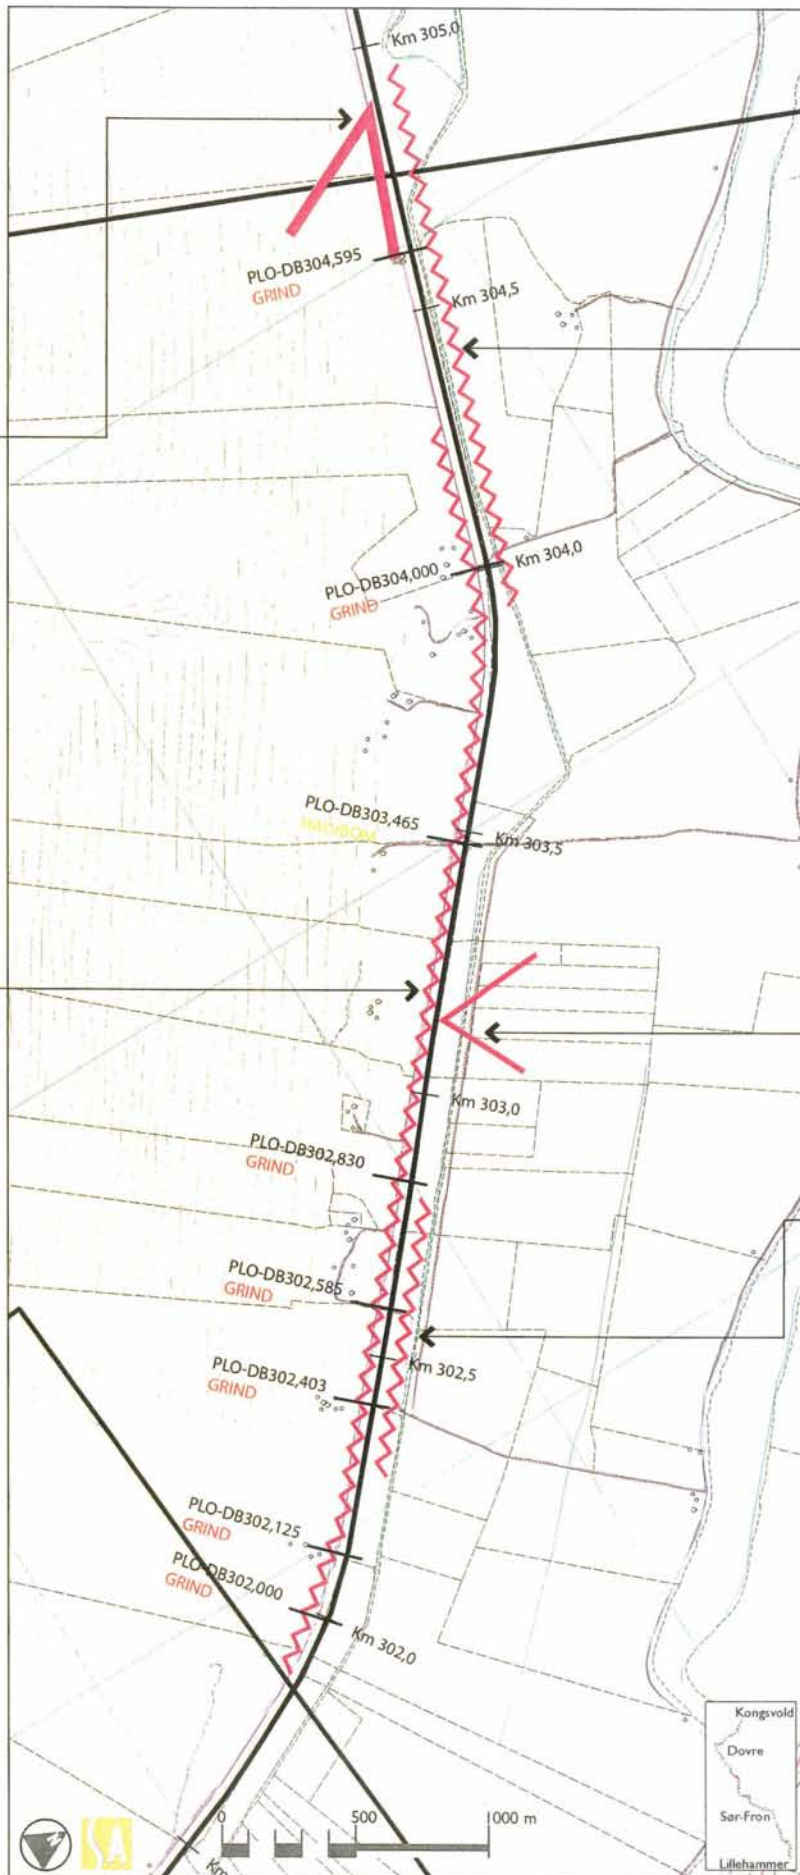 Km 305,0
PLO-DB304,595
GRIND
Km 304,5
PLO-DB304,000
GRIND
Km 304,0
PLO-DB303,465
HALVBOM
Km 303,5
Km 303,0
PLO-DB302,830
GRIND
PLO-DB302,585
GRIND
Km 302,5
PLO-DB302,403
GRIND
PLO-DB302,125
GRIND
PLO-DB302,000
GRIND
Km 302,0
Kongsvold
Dovre
Sør-Fron
Lillehammer
0 500 1000 m
Km